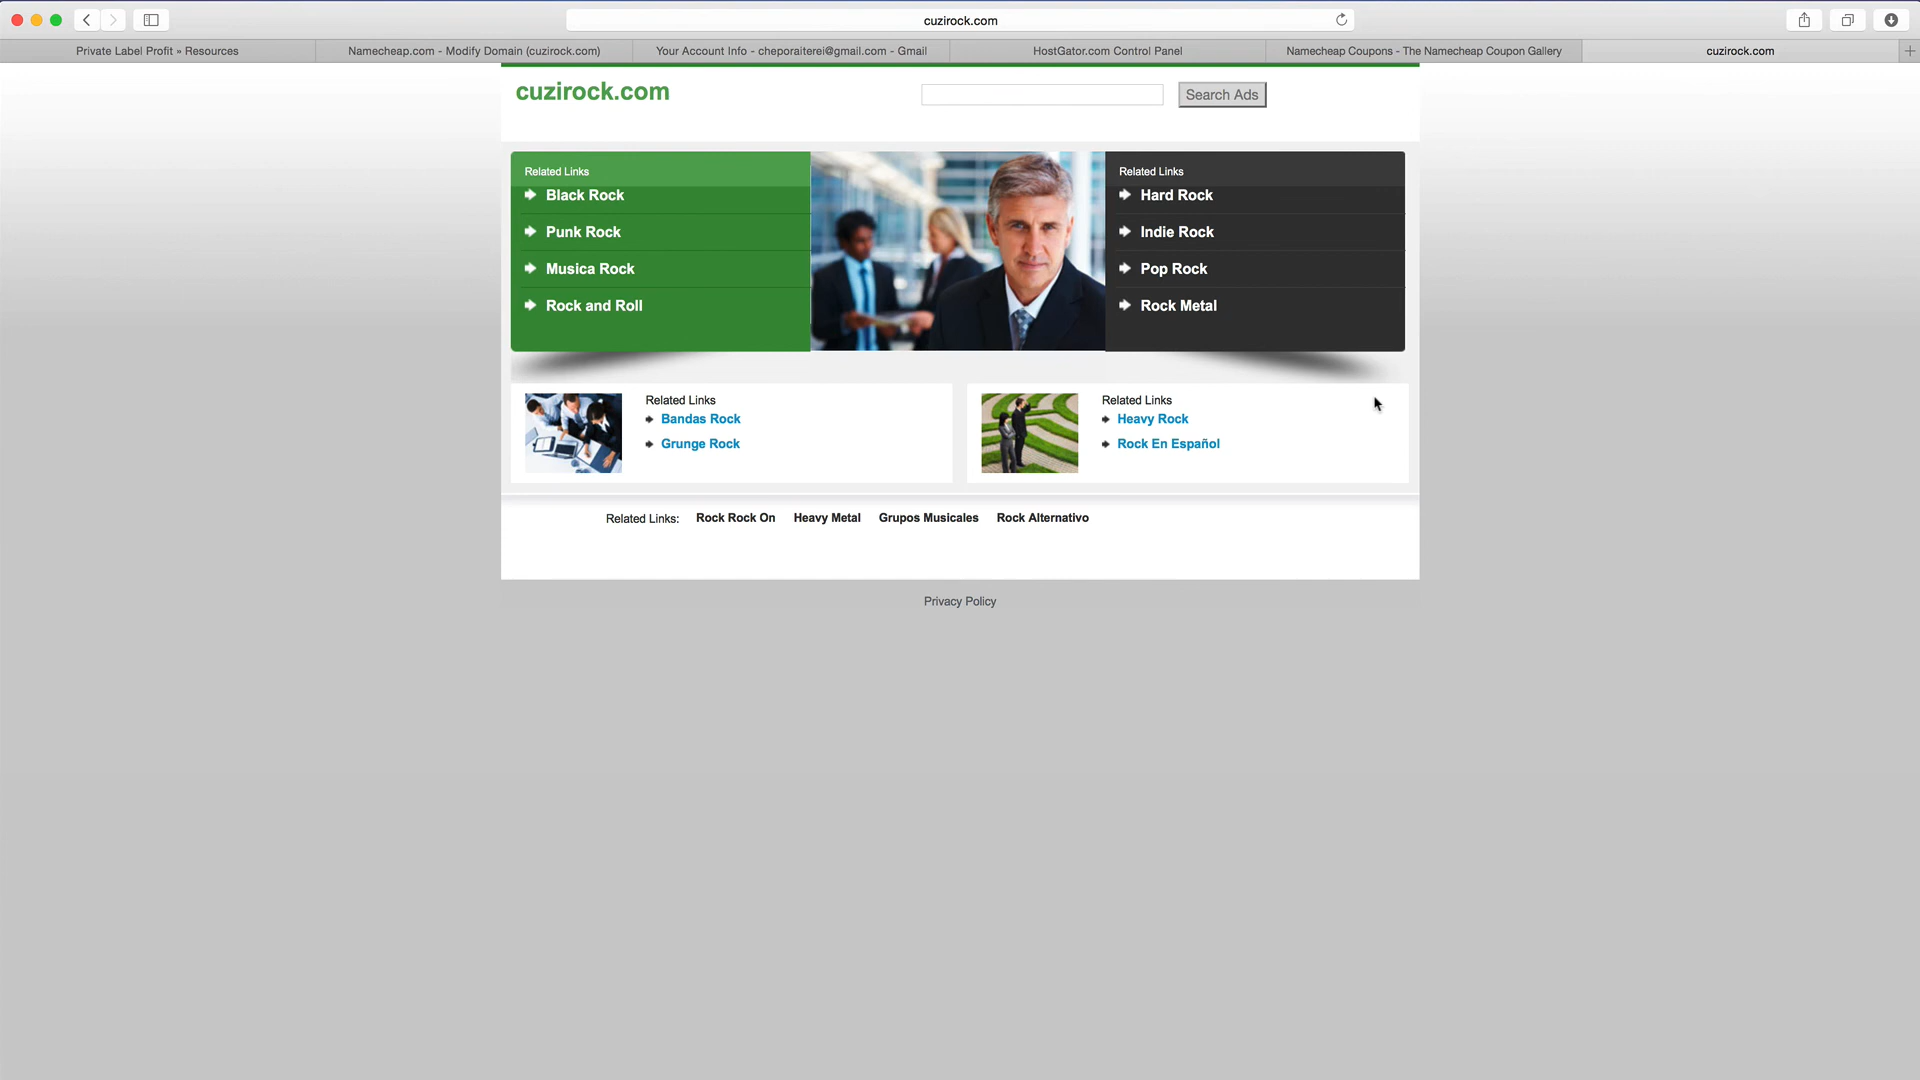 cuzirock.com
Private Label Profit » Resources
Namecheap.com - Modify Domain (cuzirock.com)
Your Account Info - cheporaiterei@gmail.com - Gmail
HostGator.com Control Panel
Namecheap Coupons - The Namecheap Coupon Gallery
cuzirock.com
cuzirock.com
Search Ads
Related Links
Black Rock
Punk Rock
Musica Rock
Rock and Roll
Related Links
Hard Rock
Indie Rock
Pop Rock
Rock Metal
Related Links
Bandas Rock
Grunge Rock
Related Links
Heavy Rock
Rock En Español
Related Links: Rock Rock On Heavy Metal Grupos Musicales Rock Alternativo
Privacy Policy